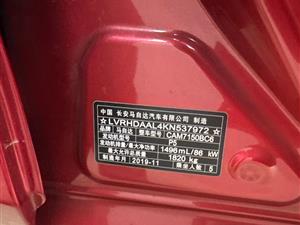 中国 长安马自达汽车有限公司 制造
☆LVRHDAAL4KN537972☆
品牌 马自达 整车型号 CAM7150BC6
发动机型号 P5
发动机排量/最大净功率 1496mL/86 kW
最大允许总质量 1820 kg
制造年月 2019-11 乘坐人数 5